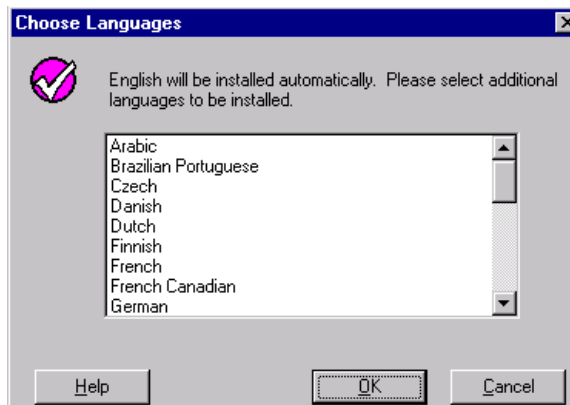 Choose Languages
English will be installed automatically.  Please select additional
languages to be installed.
Arabic
Brazilian Portuguese
Czech
Danish
Dutch
Finnish
French
French Canadian
German
Help
OK
Cancel